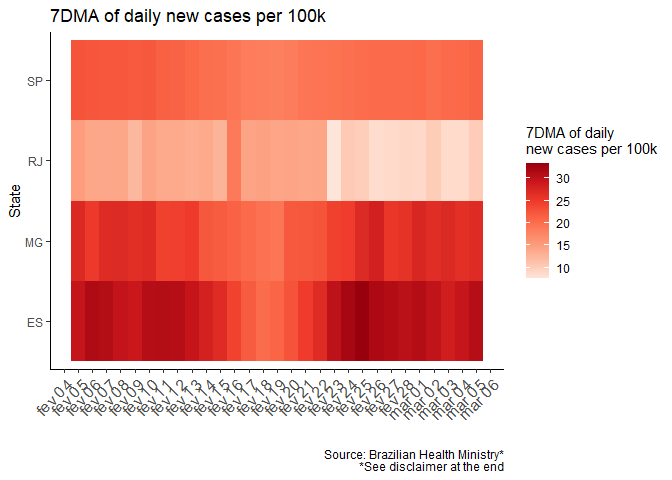 7DMA of daily new cases per 100k
State
SP
RJ
MG
ES
7DMA of daily
new cases per 100k
30
25
20
15
10
fev 04
fev 05
fev 06
fev 07
fev 08
fev 09
fev 10
fev 11
fev 12
fev 13
fev 14
fev 15
fev 16
fev 17
fev 18
fev 19
fev 20
fev 21
fev 22
fev 23
fev 24
fev 25
fev 26
fev 27
fev 28
mar 01
mar 02
mar 03
mar 04
mar 05
mar 06
Source: Brazilian Health Ministry*
*See disclaimer at the end